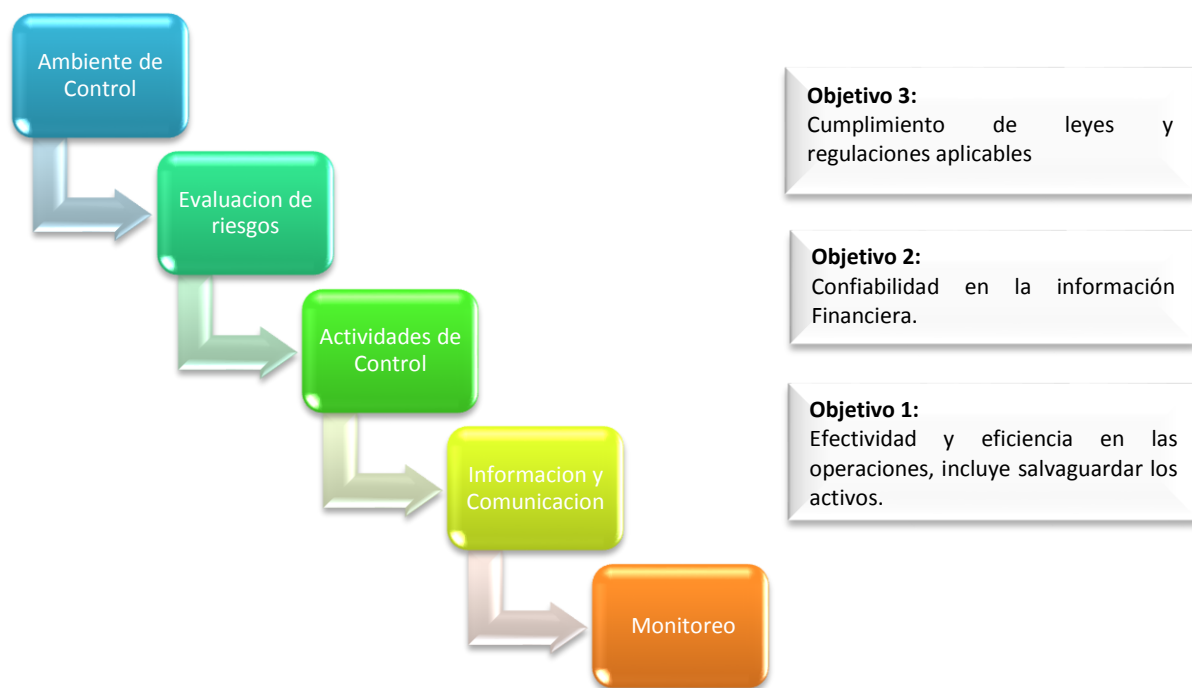 Ambiente de
Control
Evaluacion de
riesgos
Actividades de
Control
Informacion y
Comunicacion
Monitoreo
Objetivo 3:
Cumplimiento de leyes y
regulaciones aplicables
Objetivo 2:
Confiabilidad en la información
Financiera.
Objetivo 1:
Efectividad y eficiencia en las
operaciones, incluye salvaguardar los
activos.